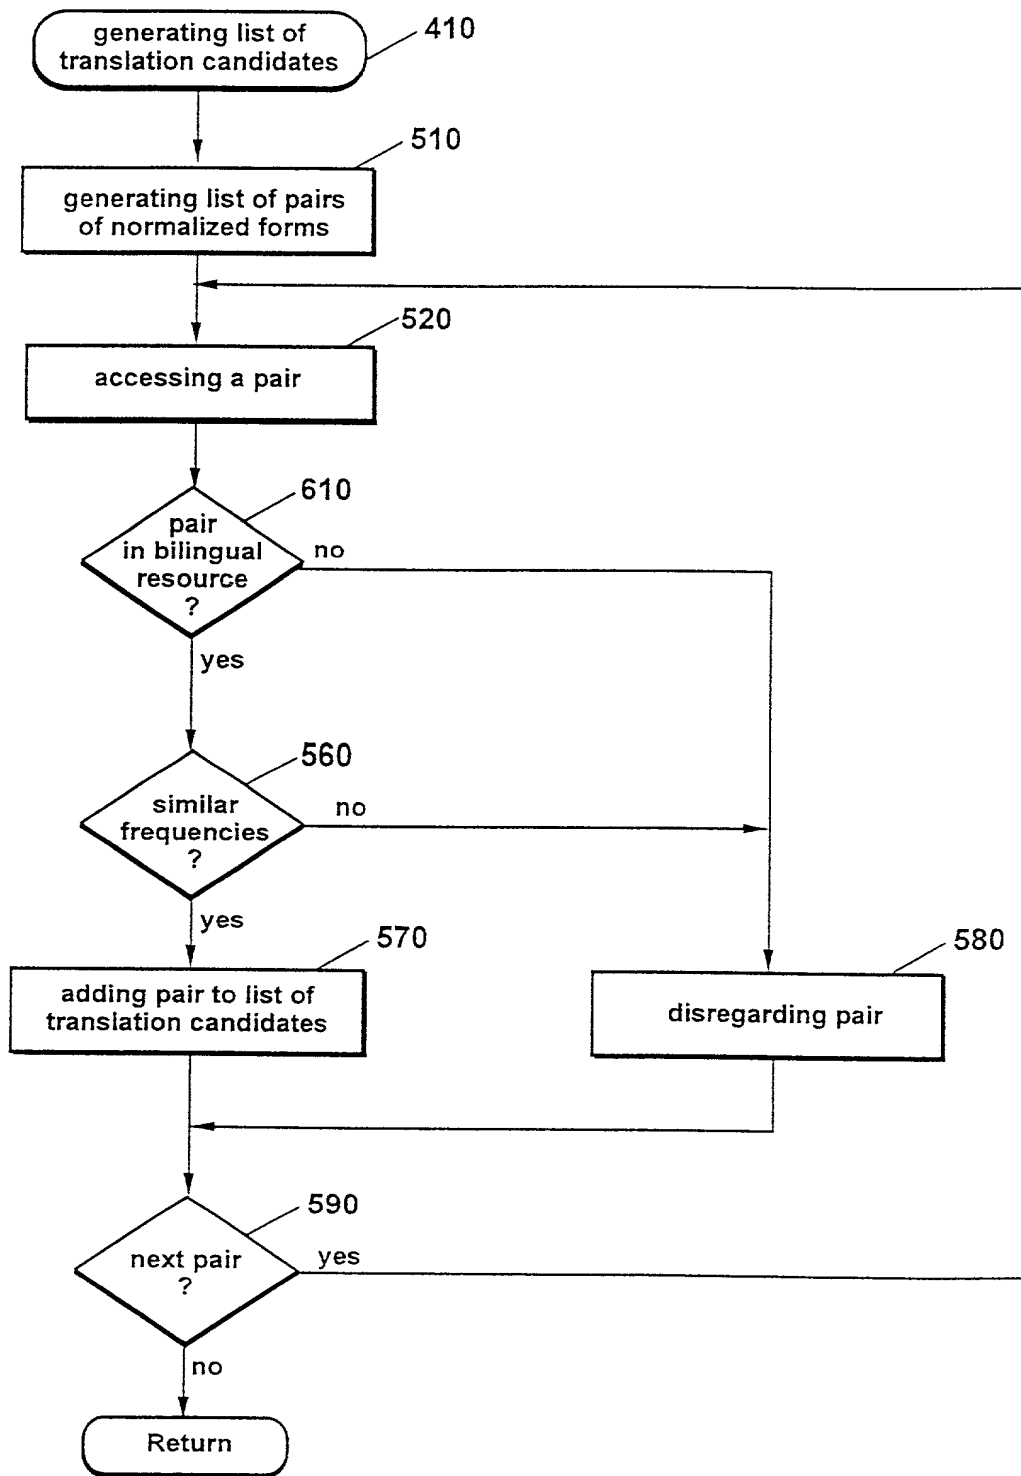 generating list of
translation candidates
410
510
generating list of pairs
of normalized forms
520
accessing a pair
610
pair
in bilingual
resource
?
no
yes
560
similar
frequencies
?
no
yes
570
adding pair to list of
translation candidates
580
disregarding pair
590
next pair
?
yes
no
Return